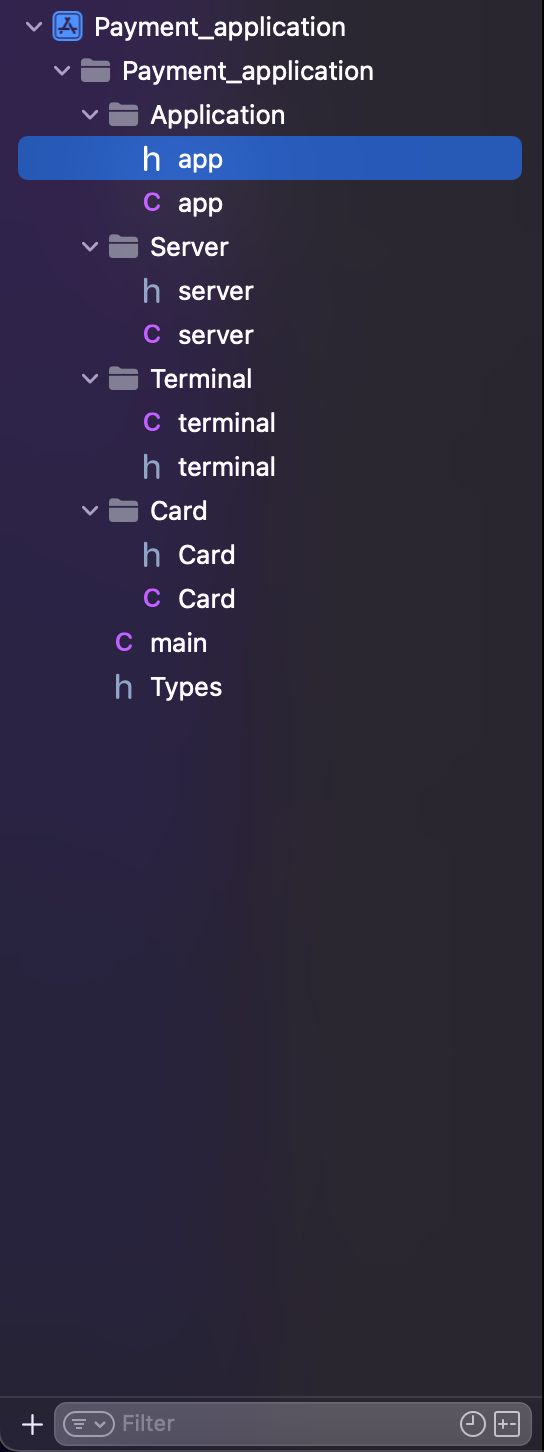 Payment_application
Payment_application
Application
h app
C app
Server
h server
C server
Terminal
C terminal
h terminal
Card
h Card
C Card
C main
h Types
Filter